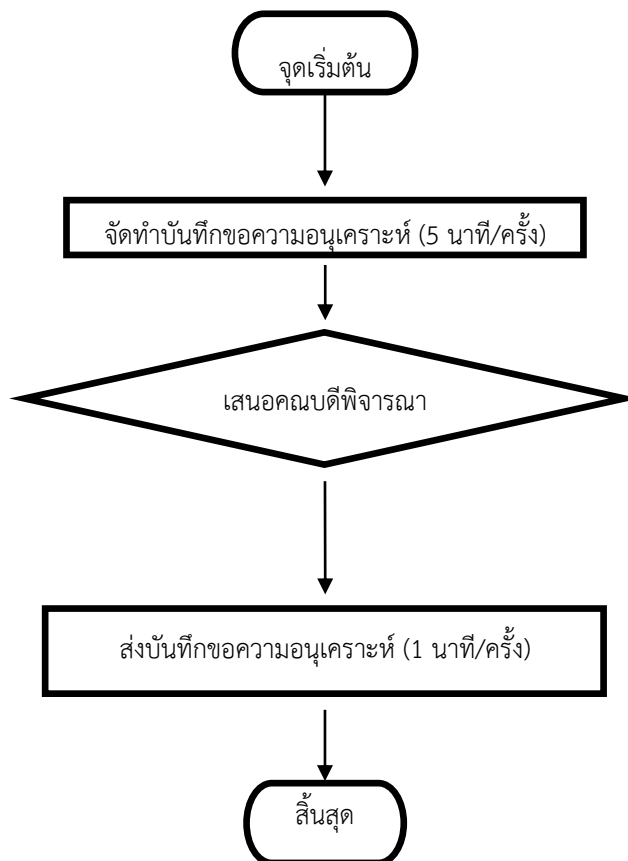 จุดเริ่มต้น
จัดทำบันทึกขอความอนุเคราะห์ (5 นาที/ครั้ง)
เสนอคณบดีพิจารณา
ส่งบันทึกขอความอนุเคราะห์ (1 นาที/ครั้ง)
สิ้นสุด